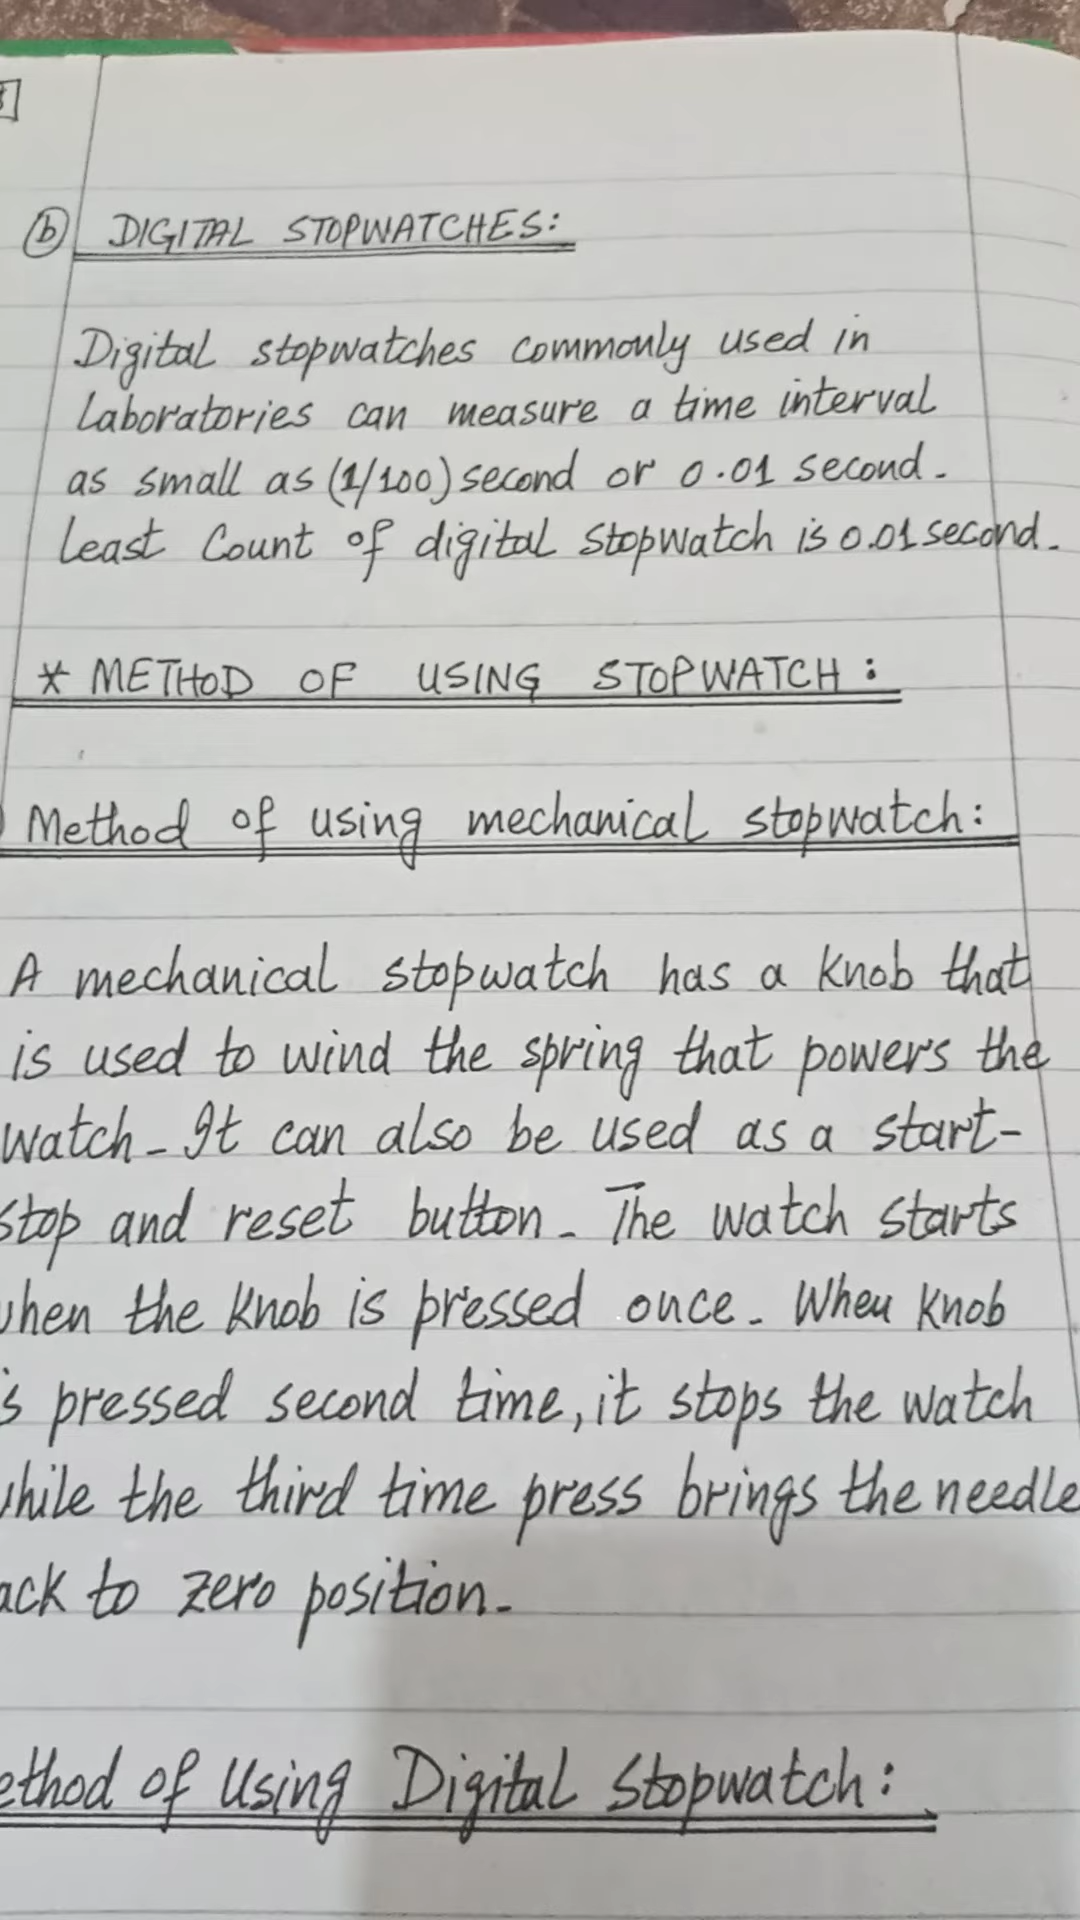 (b) DIGITAL STOPWATCHES:
Digital stopwatches commonly used in
Laboratories can measure a time interval
as small as (1/100) second or 0.01 second.
Least Count of digital stopwatch is 0.01 second.
* METHOD OF USING STOPWATCH:
Method of using mechanical stopwatch:
A mechanical stopwatch has a knob that
is used to wind the spring that powers the
watch. It can also be used as a start-
stop and reset button. The watch starts
when the knob is pressed once. When knob
is pressed second time, it stops the watch
while the third time press brings the needle
ack to zero position.
ethod of Using Digital Stopwatch: